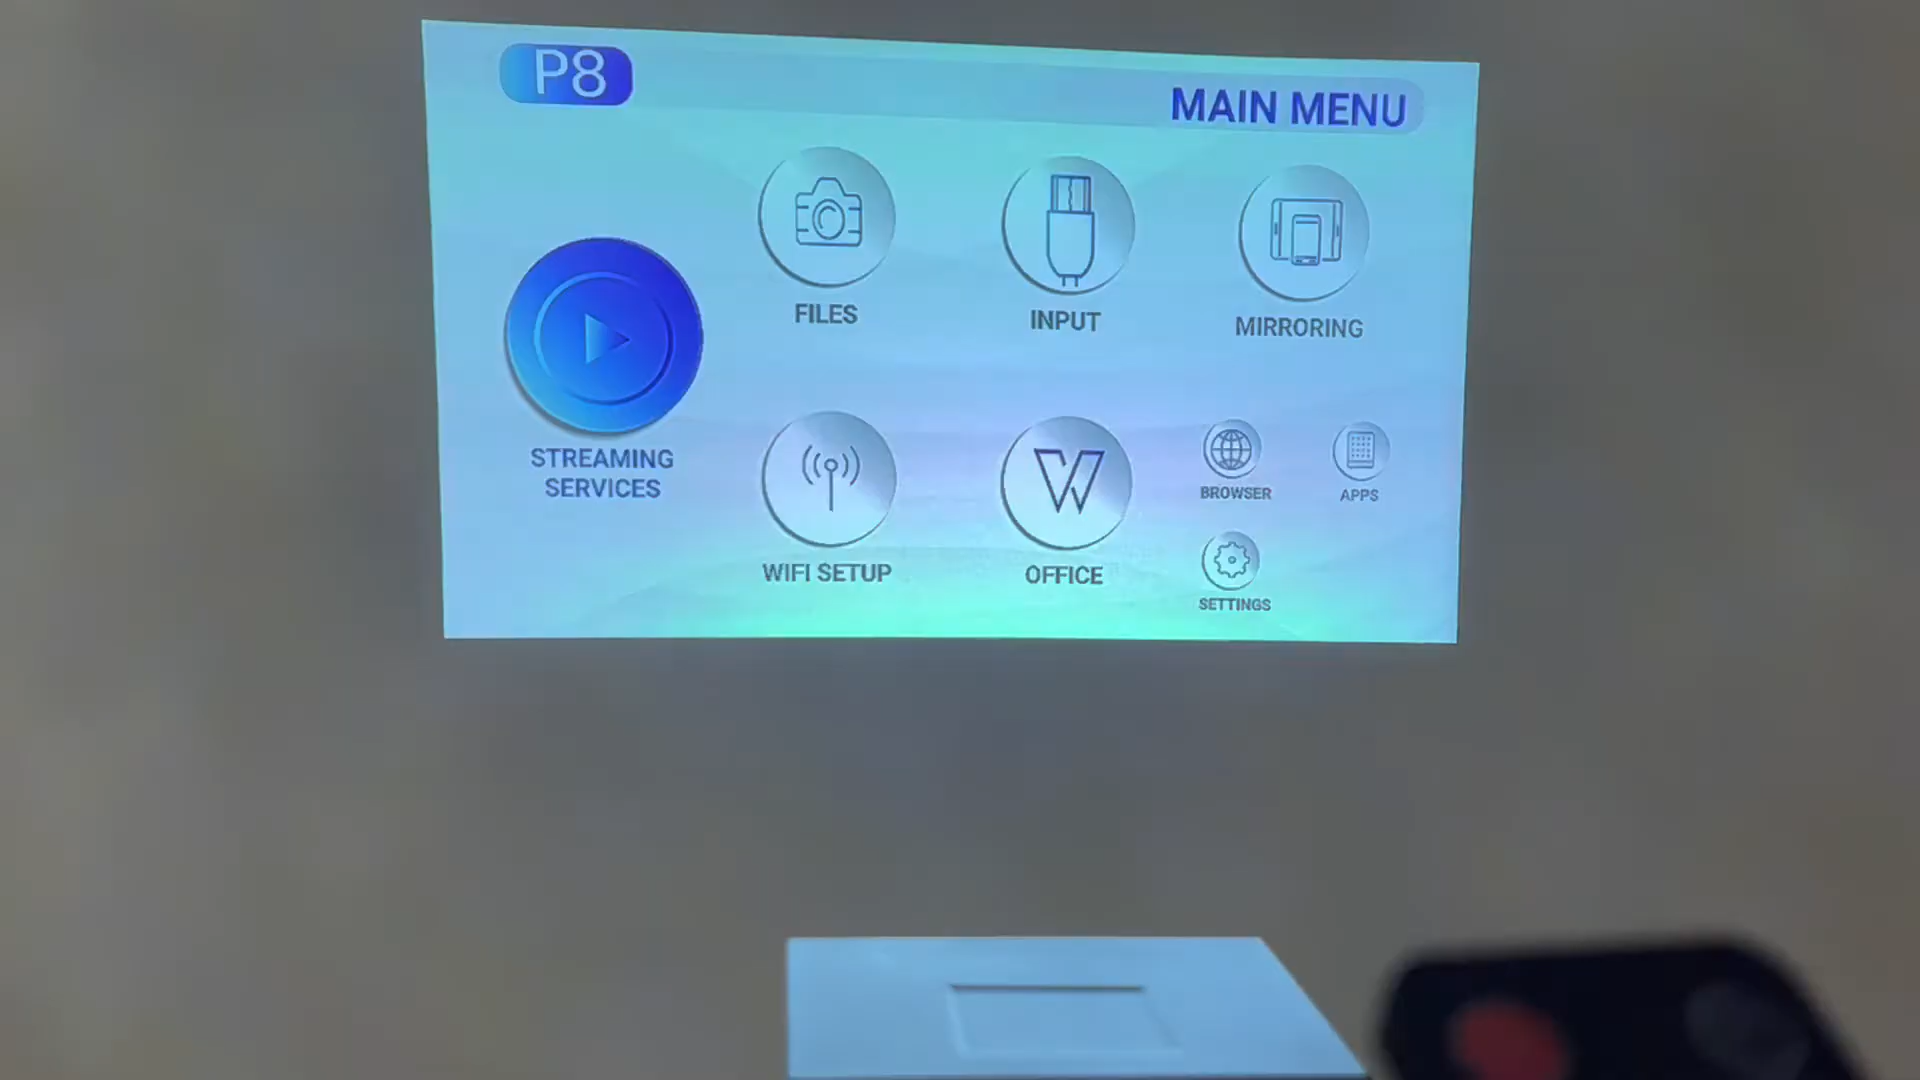 P8
MAIN MENU
FILES
INPUT
MIRRORING
STREAMING
SERVICES
WIFI SETUP
OFFICE
BROWSER
APPS
SETTINGS